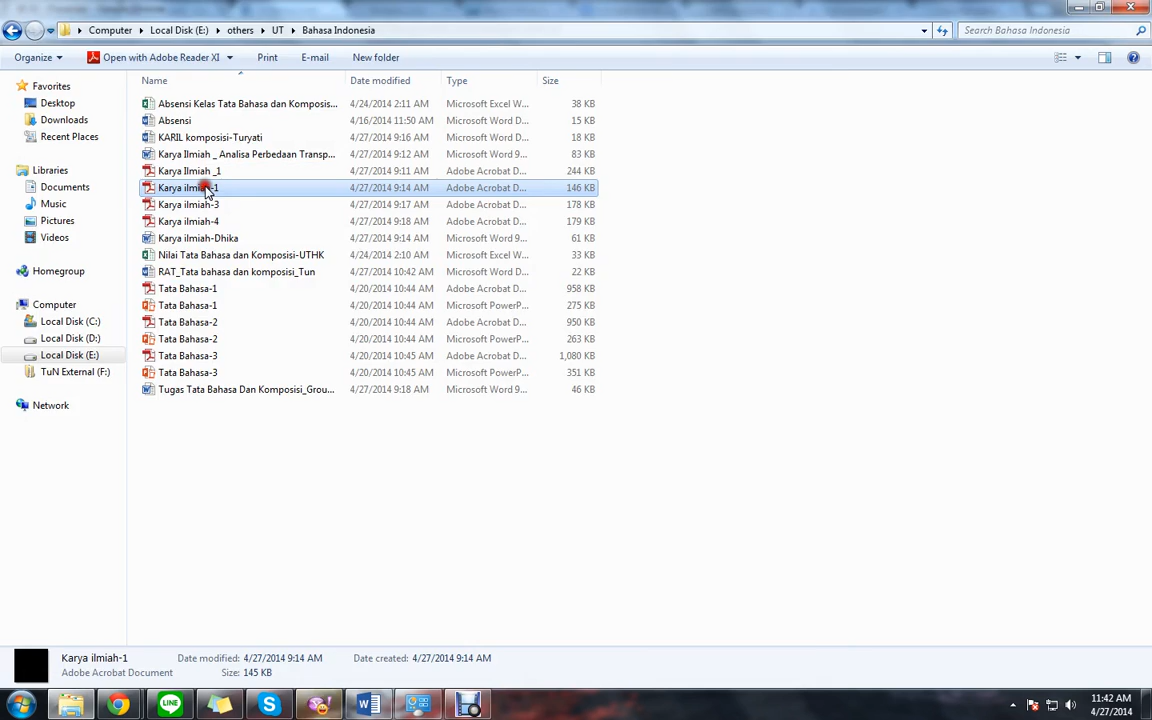 Computer Local Disk (E:) others UT Bahasa Indonesia Search Bahasa Indonesia
Organize Open with Adobe Reader XI Print E-mail New folder
Name Date modified Type Size
Favorites
Desktop
Downloads
Recent Places
Libraries
Documents
Music
Pictures
Videos
Homegroup
Computer
Local Disk (C:)
Local Disk (D:)
Local Disk (E:)
TuN External (F:)
Network
Absensi Kelas Tata Bahasa dan Komposis... 4/24/2014 2:11 AM Microsoft Excel W... 38 KB
Absensi 4/16/2014 11:50 AM Microsoft Word D... 15 KB
KARIL komposisi-Turyati 4/27/2014 9:16 AM Microsoft Word D... 18 KB
Karya Ilmiah _ Analisa Perbedaan Transp... 4/27/2014 9:12 AM Microsoft Word 9... 83 KB
Karya Ilmiah _1 4/27/2014 9:11 AM Adobe Acrobat D... 244 KB
Karya ilmiah-1 4/27/2014 9:14 AM Adobe Acrobat D... 146 KB
Karya ilmiah-3 4/27/2014 9:17 AM Adobe Acrobat D... 178 KB
Karya ilmiah-4 4/27/2014 9:18 AM Adobe Acrobat D... 179 KB
Karya ilmiah-Dhika 4/27/2014 9:14 AM Microsoft Word 9... 61 KB
Nilai Tata Bahasa dan Komposisi-UTHK 4/24/2014 2:10 AM Microsoft Excel W... 33 KB
RAT_Tata bahasa dan komposisi_Tun 4/27/2014 10:42 AM Microsoft Word D... 22 KB
Tata Bahasa-1 4/20/2014 10:44 AM Adobe Acrobat D... 958 KB
Tata Bahasa-1 4/20/2014 10:44 AM Microsoft PowerP... 275 KB
Tata Bahasa-2 4/20/2014 10:44 AM Adobe Acrobat D... 950 KB
Tata Bahasa-2 4/20/2014 10:44 AM Microsoft PowerP... 263 KB
Tata Bahasa-3 4/20/2014 10:45 AM Adobe Acrobat D... 1,080 KB
Tata Bahasa-3 4/20/2014 10:45 AM Microsoft PowerP... 351 KB
Tugas Tata Bahasa Dan Komposisi_Grou... 4/27/2014 9:18 AM Microsoft Word 9... 46 KB
Karya ilmiah-1 Date modified: 4/27/2014 9:14 AM Date created: 4/27/2014 9:14 AM
Adobe Acrobat Document Size: 145 KB
LINE
11:42 AM
4/27/2014